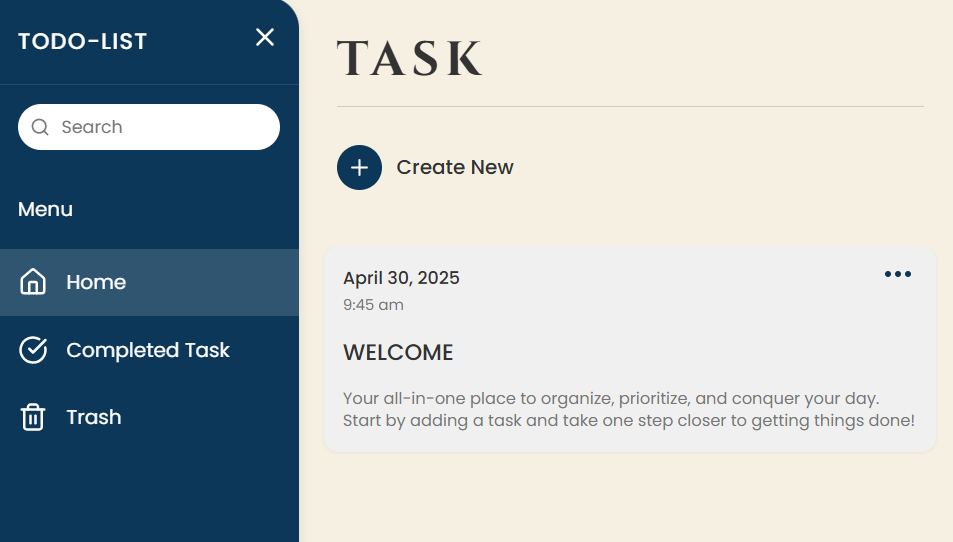 TODO-LIST
Search
Menu
Home
Completed Task
Trash
TASK
Create New
April 30, 2025
9:45 am
WELCOME
Your all-in-one place to organize, prioritize, and conquer your day.
Start by adding a task and take one step closer to getting things done!